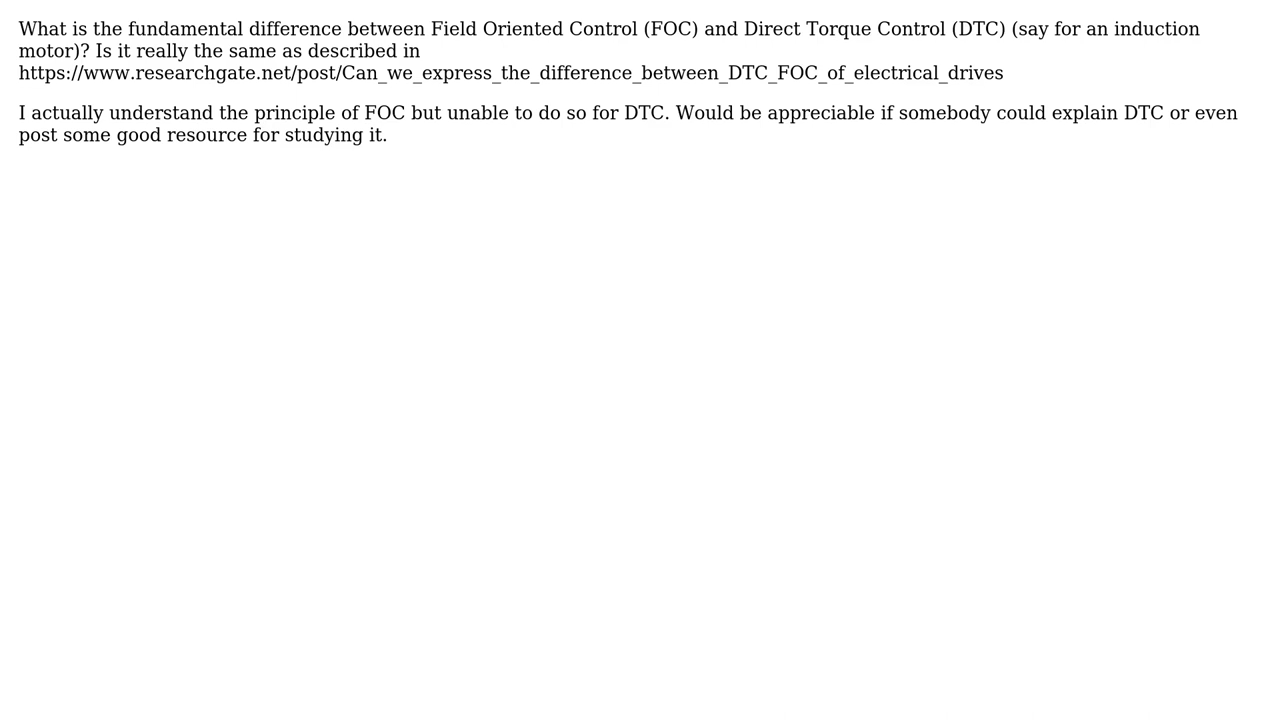 What is the fundamental difference between Field Oriented Control (FOC) and Direct Torque Control (DTC) (say for an induction
motor)? Is it really the same as described in
https://www.researchgate.net/post/Can_we_express_the_difference_between_DTC_FOC_of_electrical_drives
I actually understand the principle of FOC but unable to do so for DTC. Would be appreciable if somebody could explain DTC or even
post some good resource for studying it.